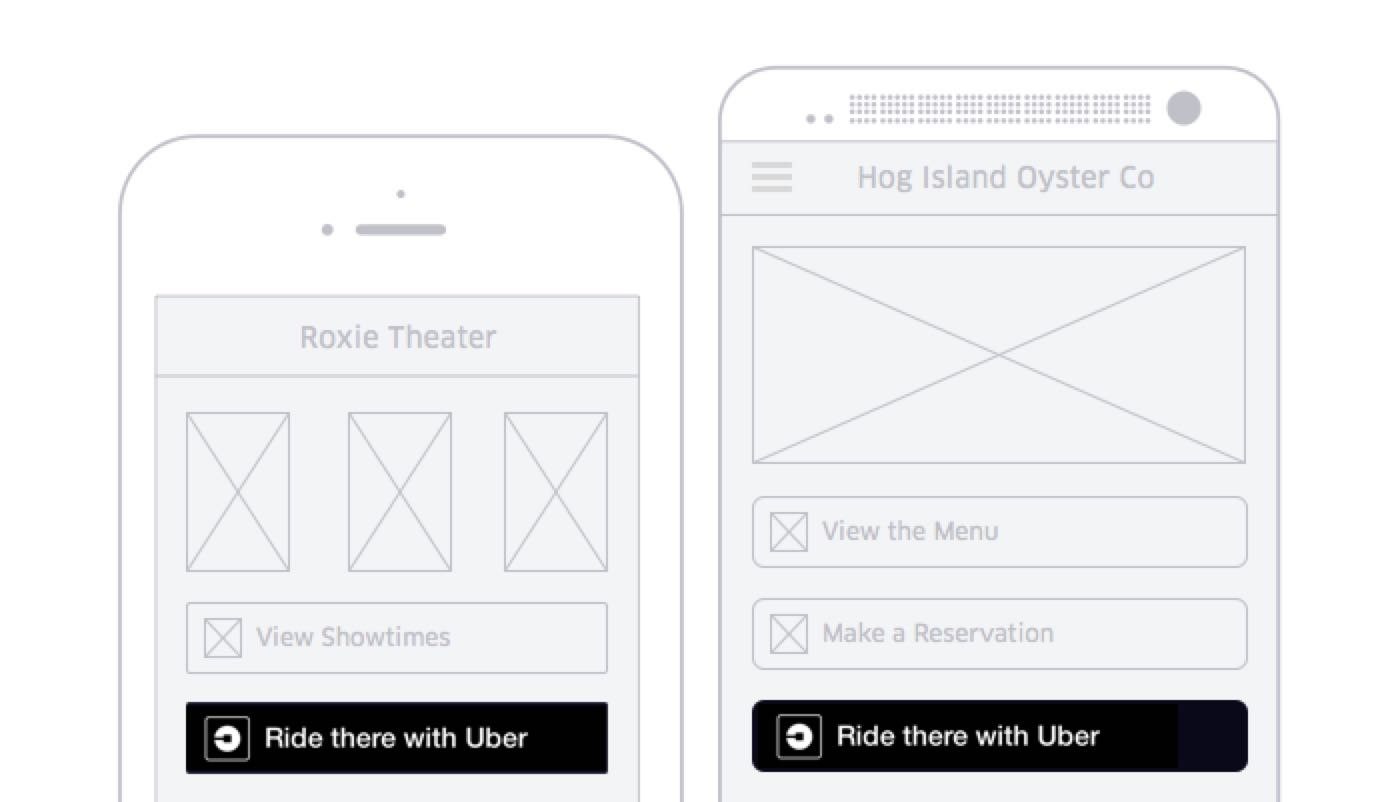 Roxie Theater
View Showtimes
Ride there with Uber
Hog Island Oyster Co
View the Menu
Make a Reservation
Ride there with Uber